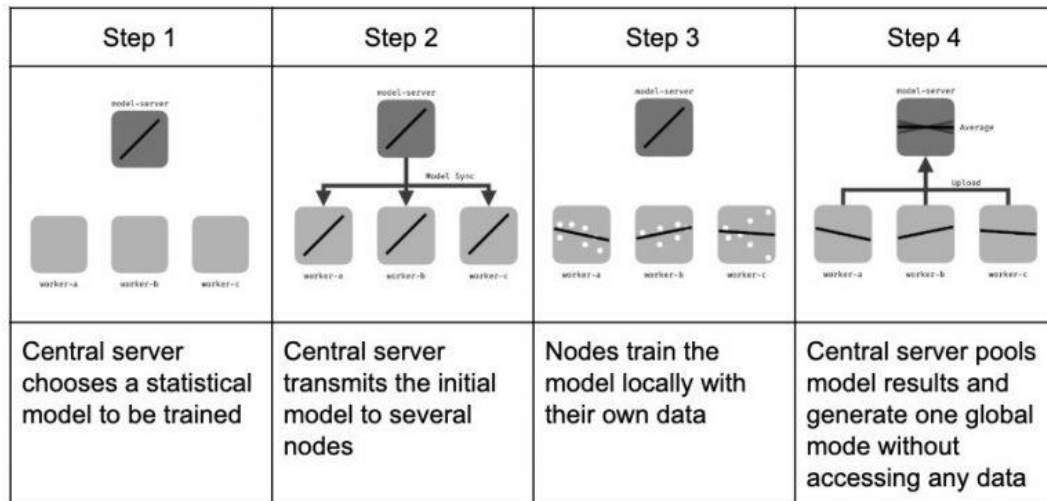 Step 1
Step 2
Step 3
Step 4
model-server
worker-a worker-b worker-c
model-server
Model Sync
worker-a worker-b worker-c
model-server
worker-a worker-b worker-c
model-server
Average
Upload
worker-a worker-b worker-c
Central server
chooses a statistical
model to be trained
Central server
transmits the initial
model to several
nodes
Nodes train the
model locally with
their own data
Central server pools
model results and
generate one global
mode without
accessing any data